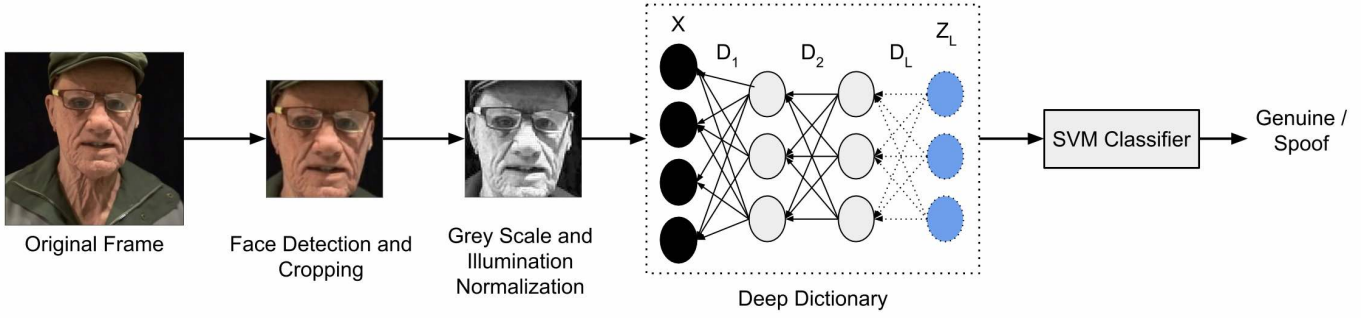 Original Frame
Face Detection and
Cropping
Grey Scale and
Illumination
Normalization
X
D1
D2
DL
ZL
Deep Dictionary
SVM Classifier
Genuine /
Spoof